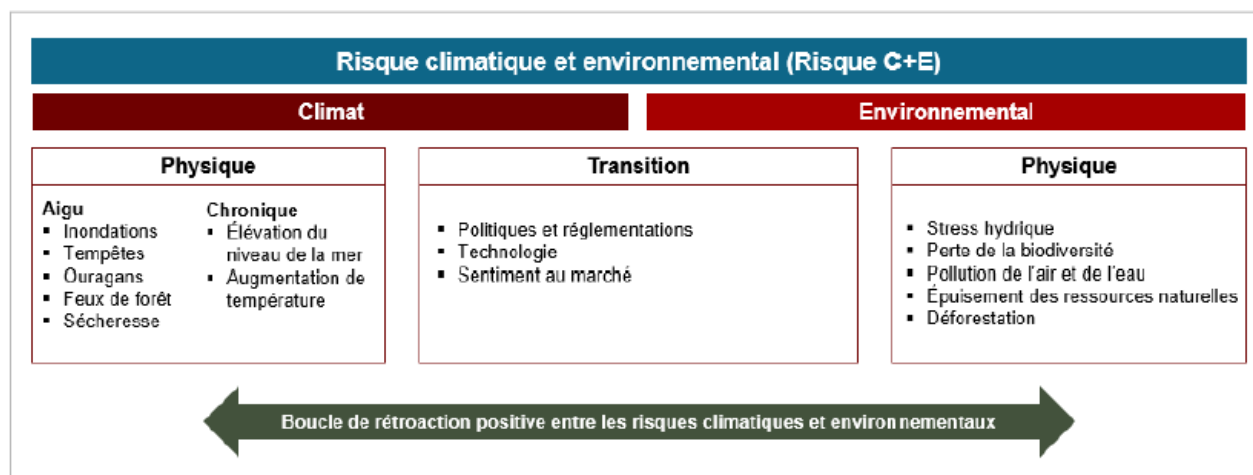 Risque climatique et environnemental (Risque C+E)
Climat
Environnemental
Physique
Aigu
▪ Inondations
▪ Tempêtes
▪ Ouragans
▪ Feux de forêt
▪ Sécheresse
Chronique
▪ Élévation du
niveau de la mer
▪ Augmentation de
température
Transition
▪ Politiques et réglementations
▪ Technologie
▪ Sentiment au marché
Physique
▪ Stress hydrique
▪ Perte de la biodiversité
▪ Pollution de l'air et de l'eau
▪ Épuisement des ressources naturelles
▪ Déforestation
Boucle de rétroaction positive entre les risques climatiques et environnementaux